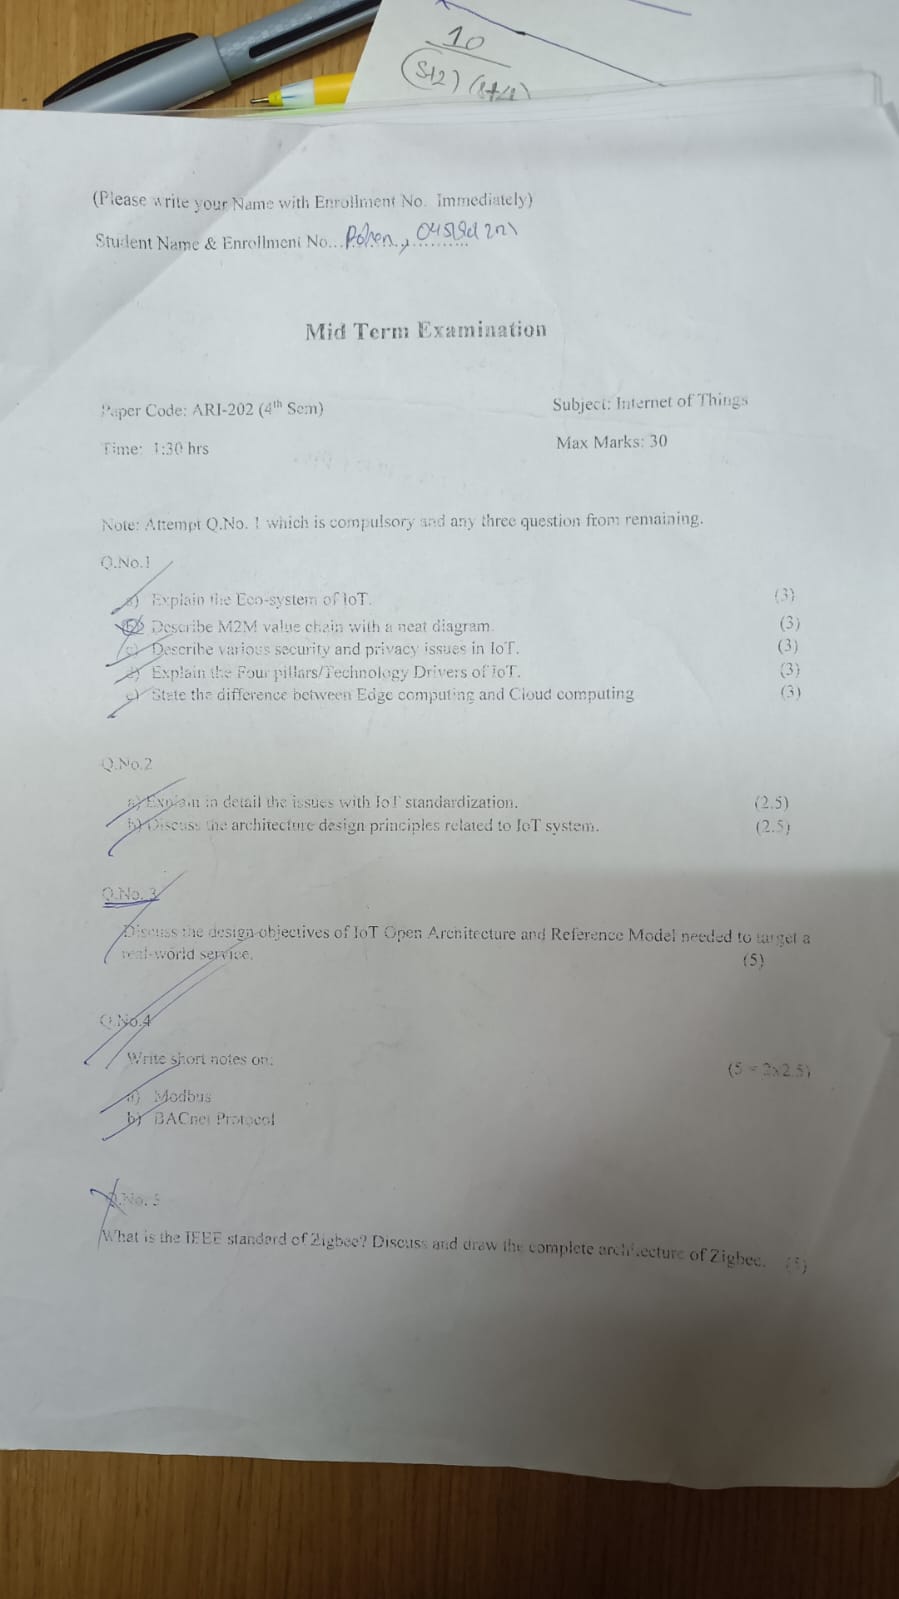 10
(S+2) (S+4)
(Please write your Name with Enrollment No. Immediately)
Student Name & Enrollment No...
Mid Term Examination
Paper Code: ARI-202 (4th Sem)
Subject: Internet of Things
Time: 1:30 hrs
Max Marks: 30
Note: Attempt Q.No. 1 which is compulsory and any three question from remaining.
Q.No.1
a) Explain the Eco-system of IoT. (3)
b) Describe M2M value chain with a neat diagram. (3)
c) Describe various security and privacy issues in IoT. (3)
d) Explain the Four pillars/Technology Drivers of IoT. (3)
e) State the difference between Edge computing and Cloud computing (3)
Q.No.2
a) Explain in detail the issues with IoT standardization. (2.5)
b) Discuss the architecture design principles related to IoT system. (2.5)
Q.No. 3
Discuss the design objectives of IoT Open Architecture and Reference Model needed to target a
real-world service. (5)
Q.No.4
Write short notes on: (5 = 2x2.5)
a) Modbus
b) BACnet Protocol
Q.No. 5
What is the IEEE standard of Zigbee? Discuss and draw the complete architecture of Zigbee. (5)